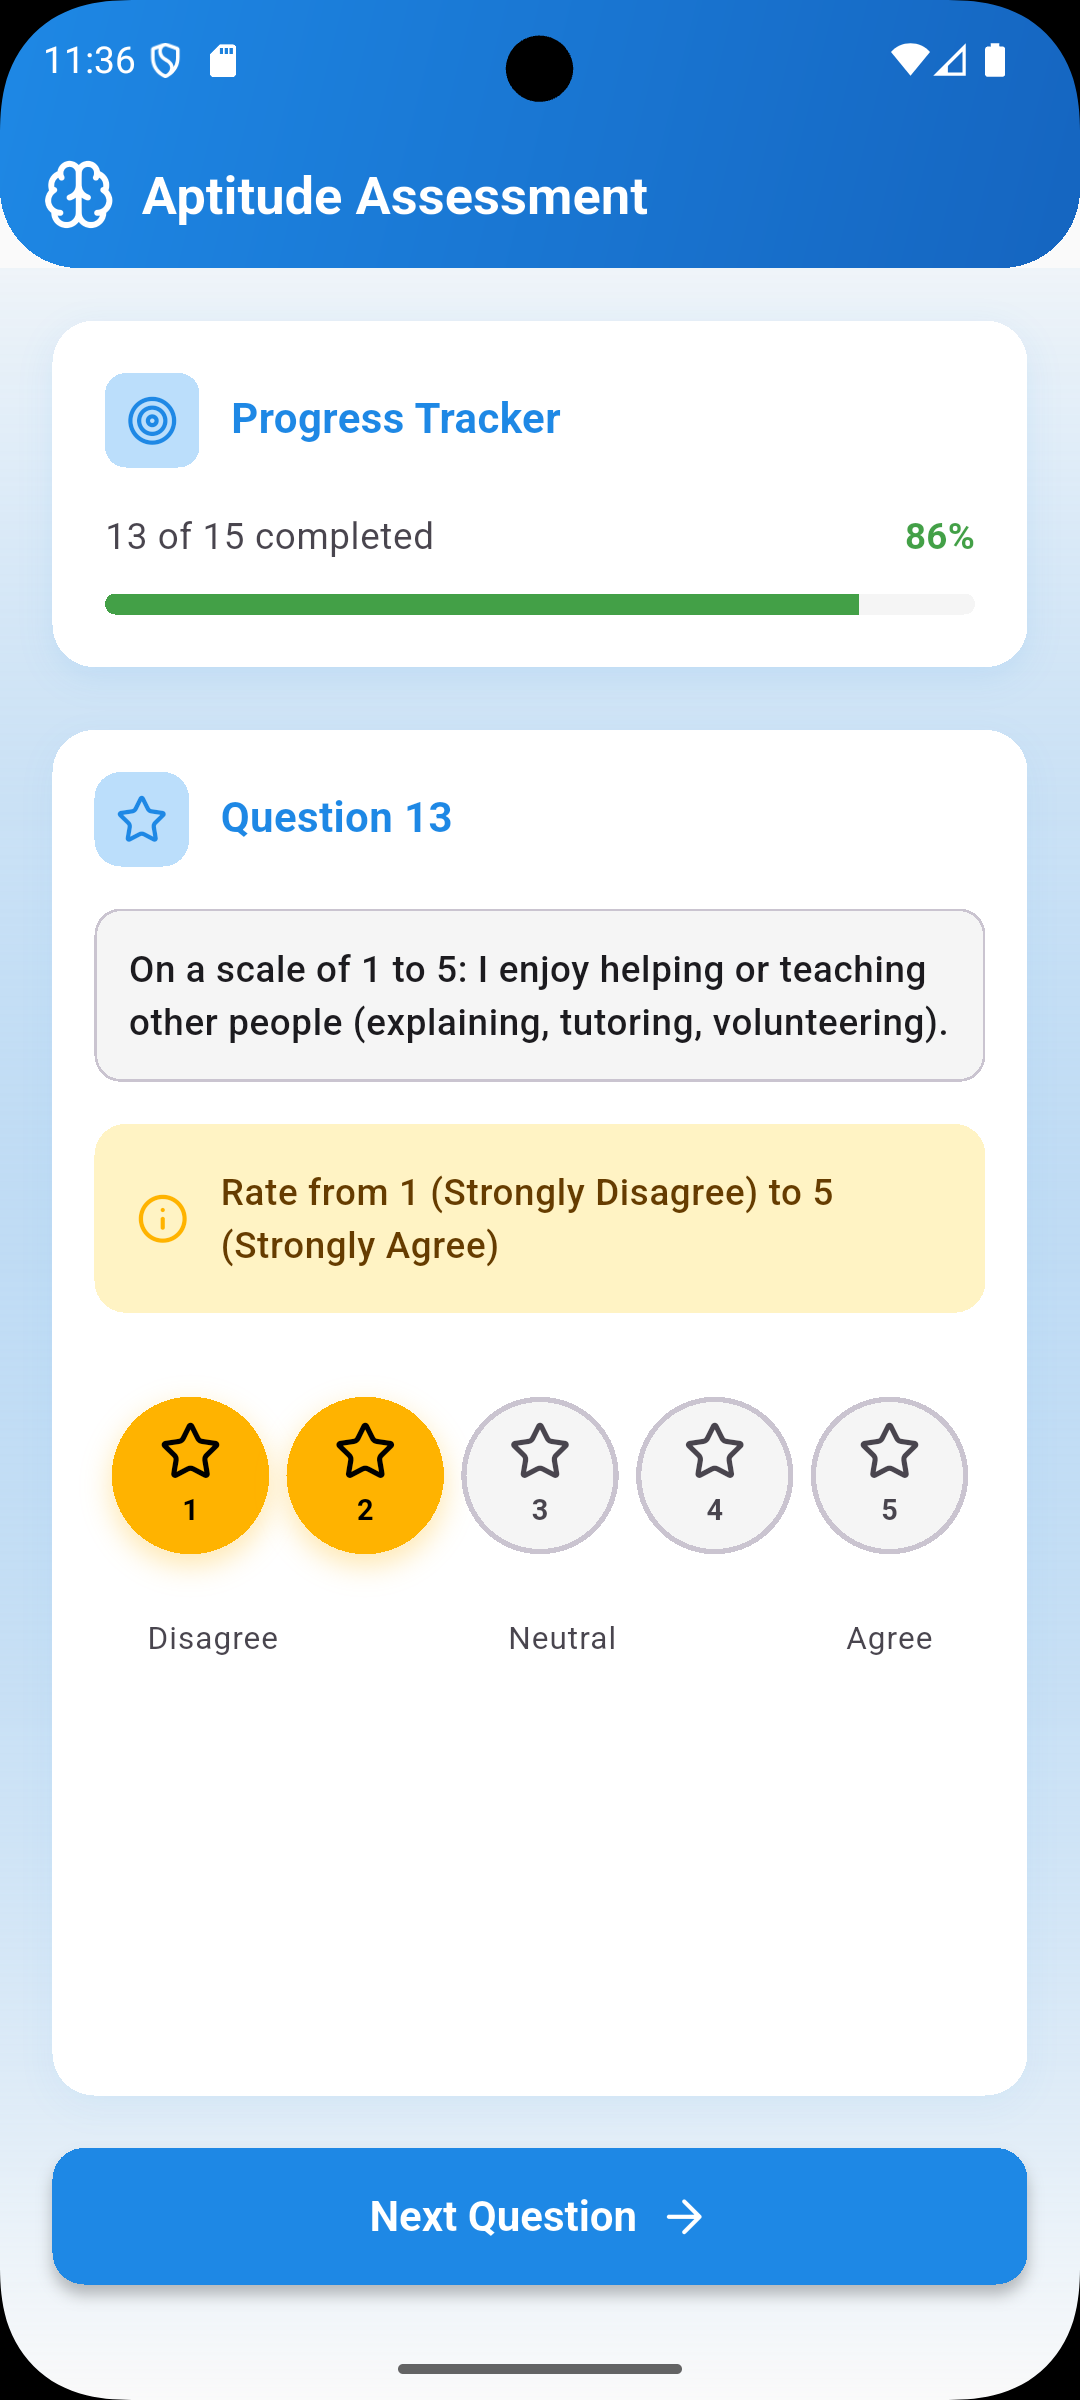 11:36
Aptitude Assessment
Progress Tracker
13 of 15 completed
86%
Question 13
On a scale of 1 to 5: I enjoy helping or teaching
other people (explaining, tutoring, volunteering).
Rate from 1 (Strongly Disagree) to 5
(Strongly Agree)
1 2 3 4 5
Disagree Neutral Agree
Next Question